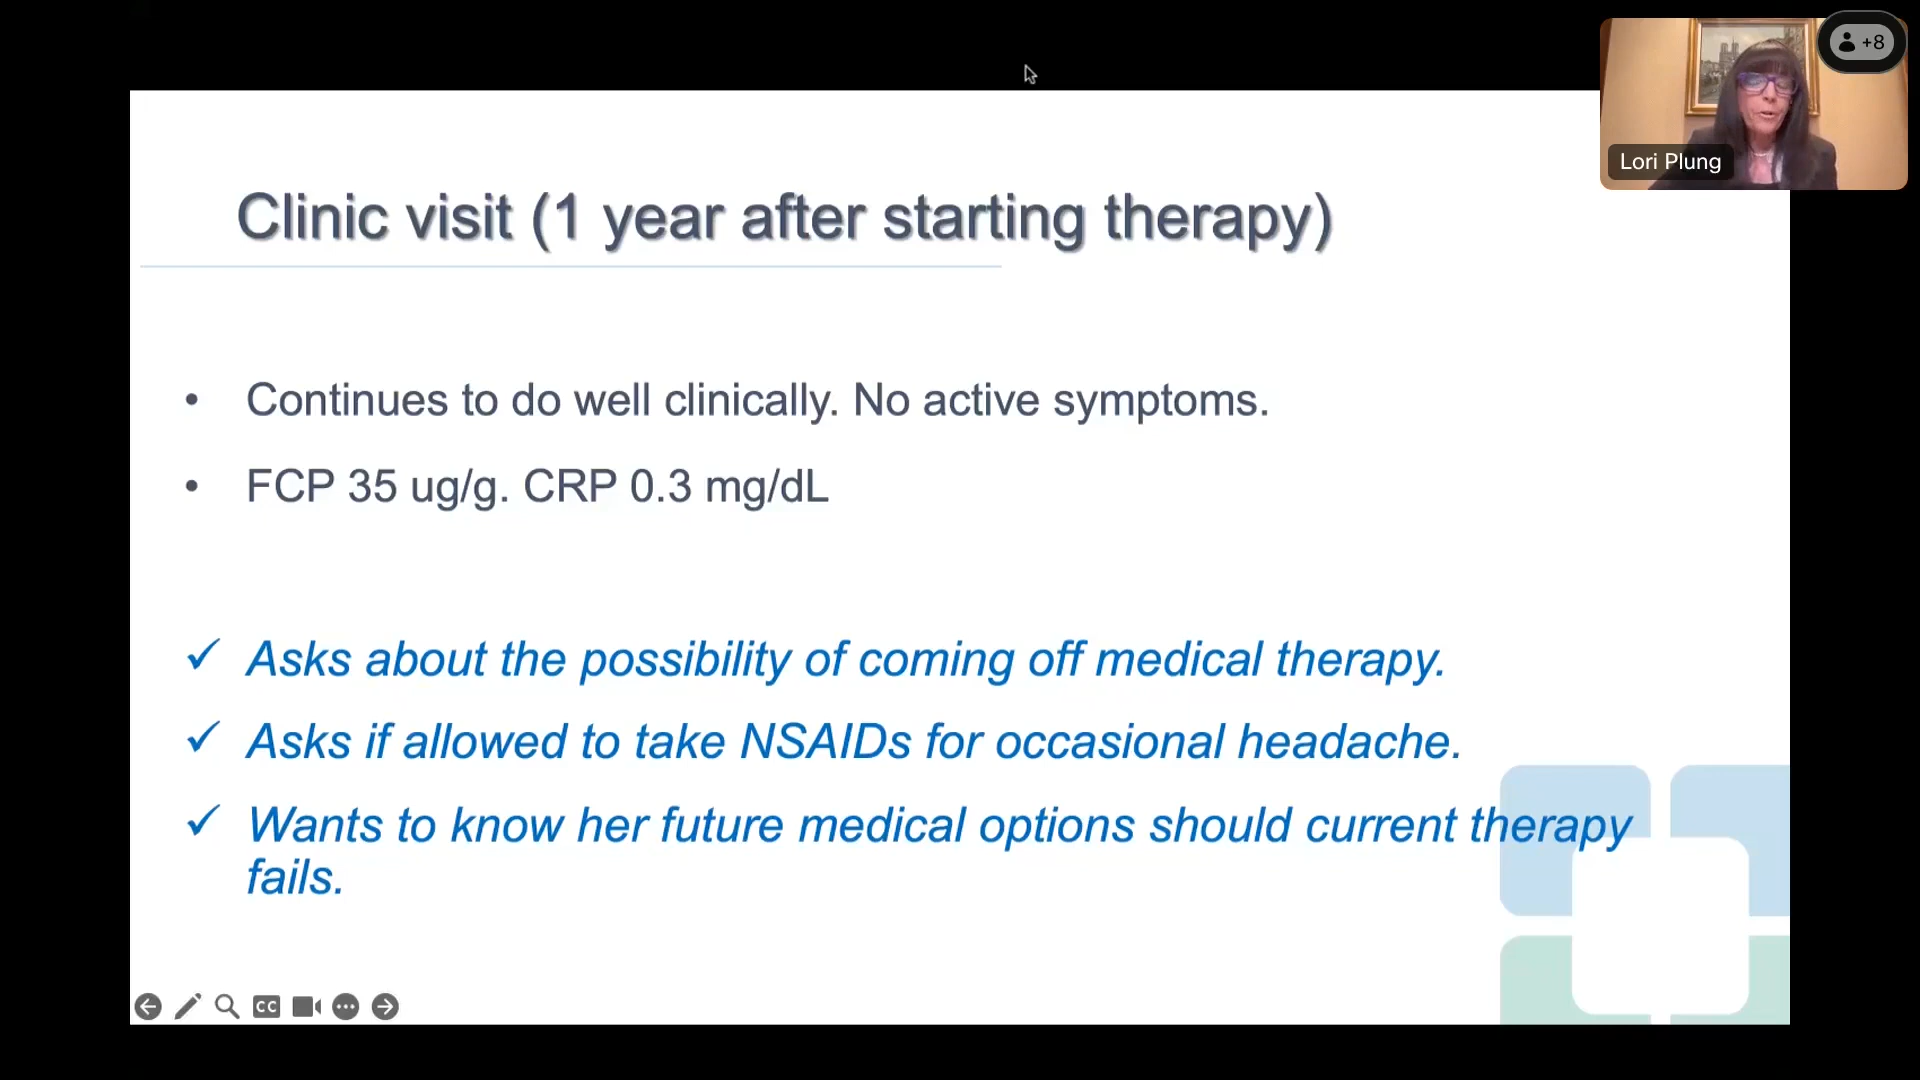 +8
Lori Plung
Clinic visit (1 year after starting therapy)
• Continues to do well clinically. No active symptoms.
• FCP 35 ug/g. CRP 0.3 mg/dL
✓ Asks about the possibility of coming off medical therapy.
✓ Asks if allowed to take NSAIDs for occasional headache.
✓ Wants to know her future medical options should current therapy
fails.
CC